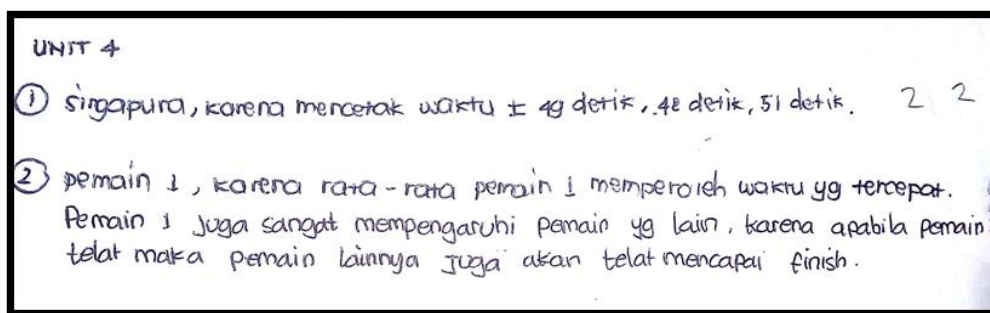 UNIT 4
① Singapura, karena mencetak waktu ± 49 detik, 48 detik, 51 detik. 2 2
② pemain 1, karena rata-rata pemain 1 memperoleh waktu yg tercepat.
Pemain 1 juga sangat mempengaruhi pemain yg lain, karena apabila pemain
telat maka pemain lainnya juga akan telat mencapai finish.